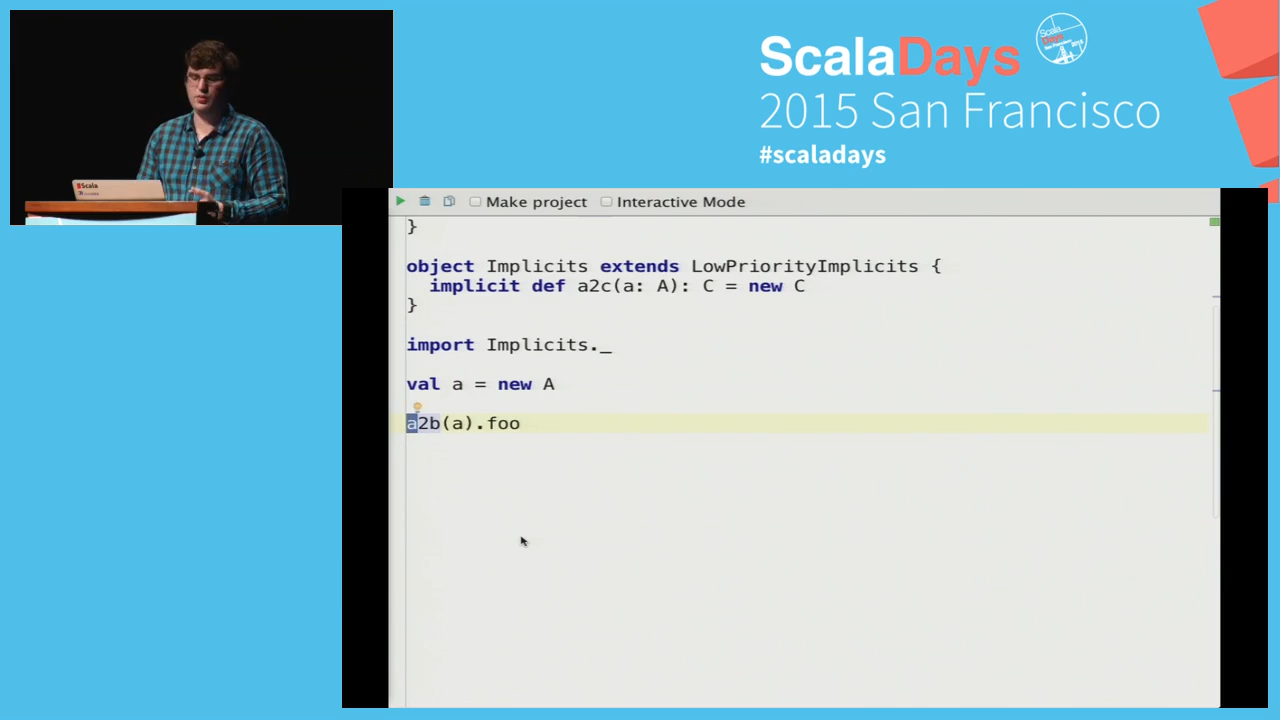 ScalaDays
2015 San Francisco
#scaladays
Scala
Make project
Interactive Mode
}
object Implicits extends LowPriorityImplicits {
implicit def a2c(a: A): C = new C
}
import Implicits._
val a = new A
a2b(a).foo